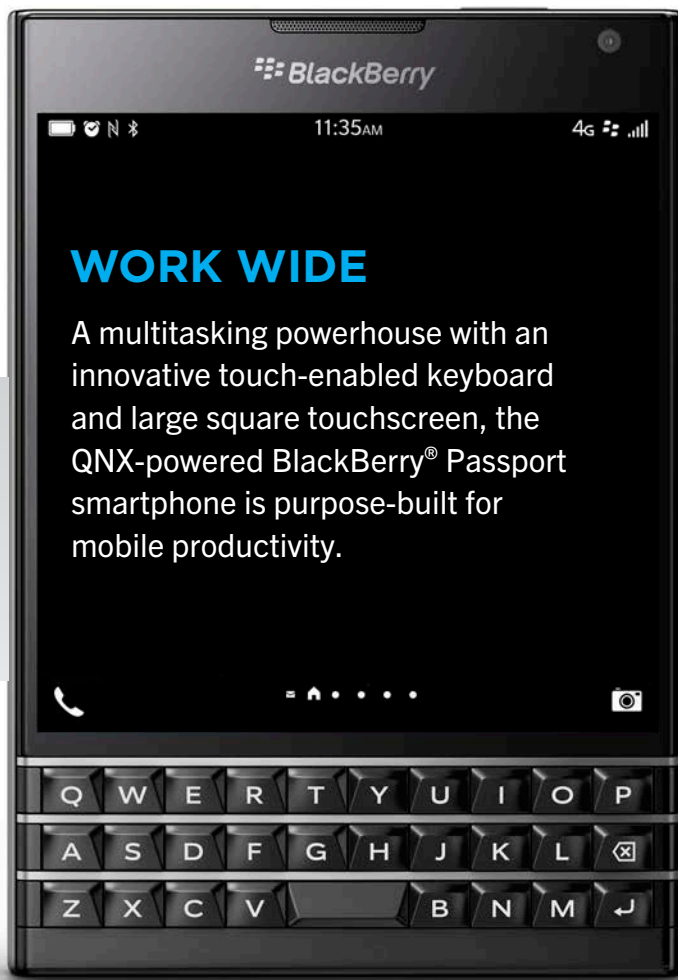 BlackBerry
11:35AM 4G
WORK WIDE
A multitasking powerhouse with an
innovative touch-enabled keyboard
and large square touchscreen, the
QNX-powered BlackBerry® Passport
smartphone is purpose-built for
mobile productivity.
Q W E R T Y U I O P
A S D F G H J K L
Z X C V B N M